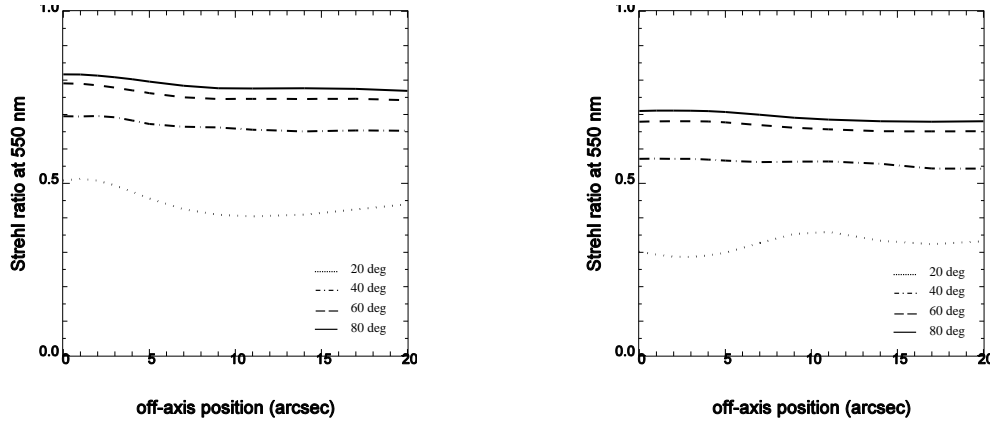 1.0
0.5
0.0
0 5 10 15 20
Strehl ratio at 550 nm
off-axis position (arcsec)
20 deg
40 deg
60 deg
80 deg
1.0
0.5
0.0
0 5 10 15 20
Strehl ratio at 550 nm
off-axis position (arcsec)
20 deg
40 deg
60 deg
80 deg